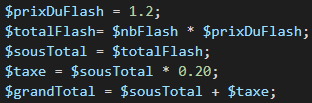 $prixDuFlash = 1.2;
$totalFlash= $nbFlash * $prixDuFlash;
$sousTotal = $totalFlash;
$taxe = $sousTotal * 0.20;
$grandTotal = $sousTotal + $taxe;